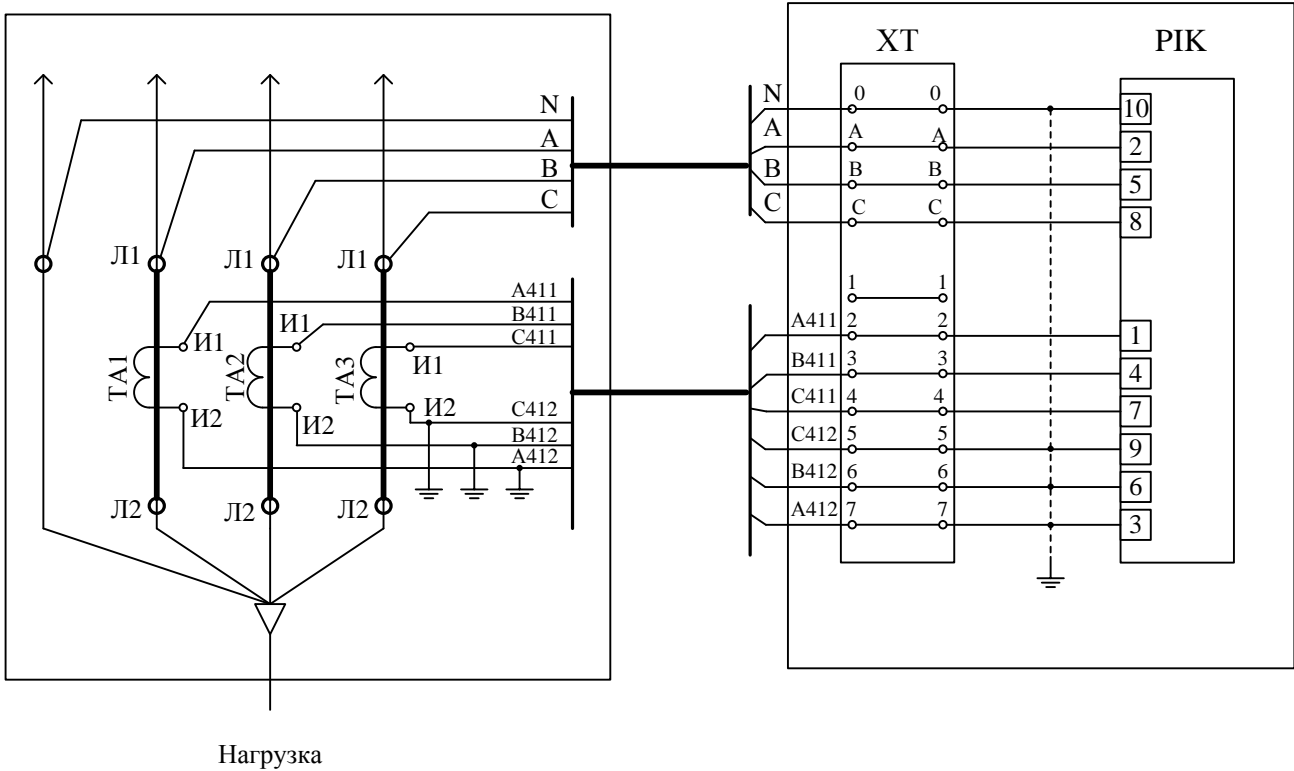 XT PIK
N
A
B
C
Л1 Л1 Л1
A411
B411
C411
И1 И1 И1
TA1 TA2 TA3
И2 И2 И2
C412
B412
A412
Л2 Л2 Л2
Нагрузка
N 0 0 10
A A A 2
B B B 5
C C C 8
1 1
A411 2 2 1
B411 3 3 4
C411 4 4 7
C412 5 5 9
B412 6 6 6
A412 7 7 3